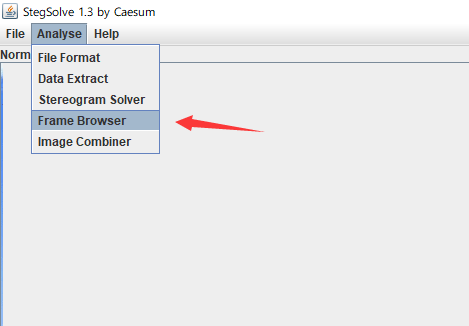 StegSolve 1.3 by Caesum
File Analyse Help
Norm
File Format
Data Extract
Stereogram Solver
Frame Browser
Image Combiner